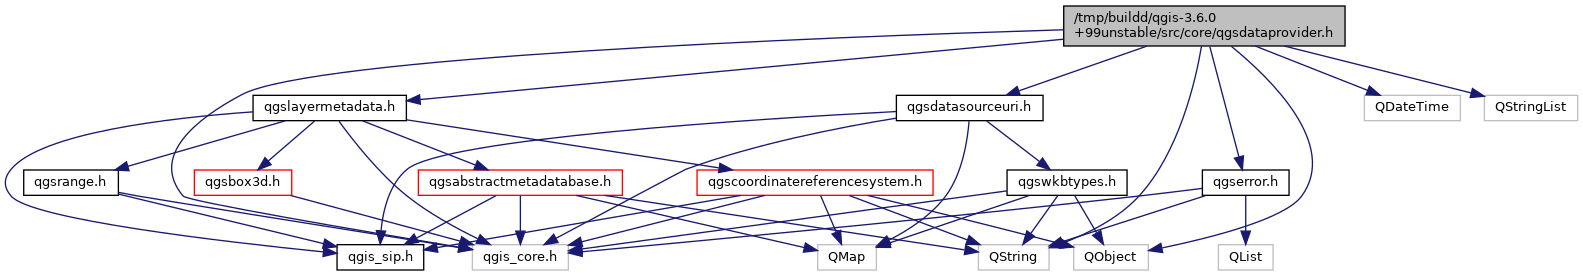 /tmp/buildd/qgis-3.6.0
+99unstable/src/core/qgsdataprovider.h
qgslayermetadata.h
qgsdatasourceuri.h
QDateTime
QStringList
qgsrange.h
qgsbox3d.h
qgsabstractmetadatabase.h
qgscoordinatereferencesystem.h
qgswkbtypes.h
qgserror.h
qgis_sip.h
qgis_core.h
QMap
QString
QObject
QList